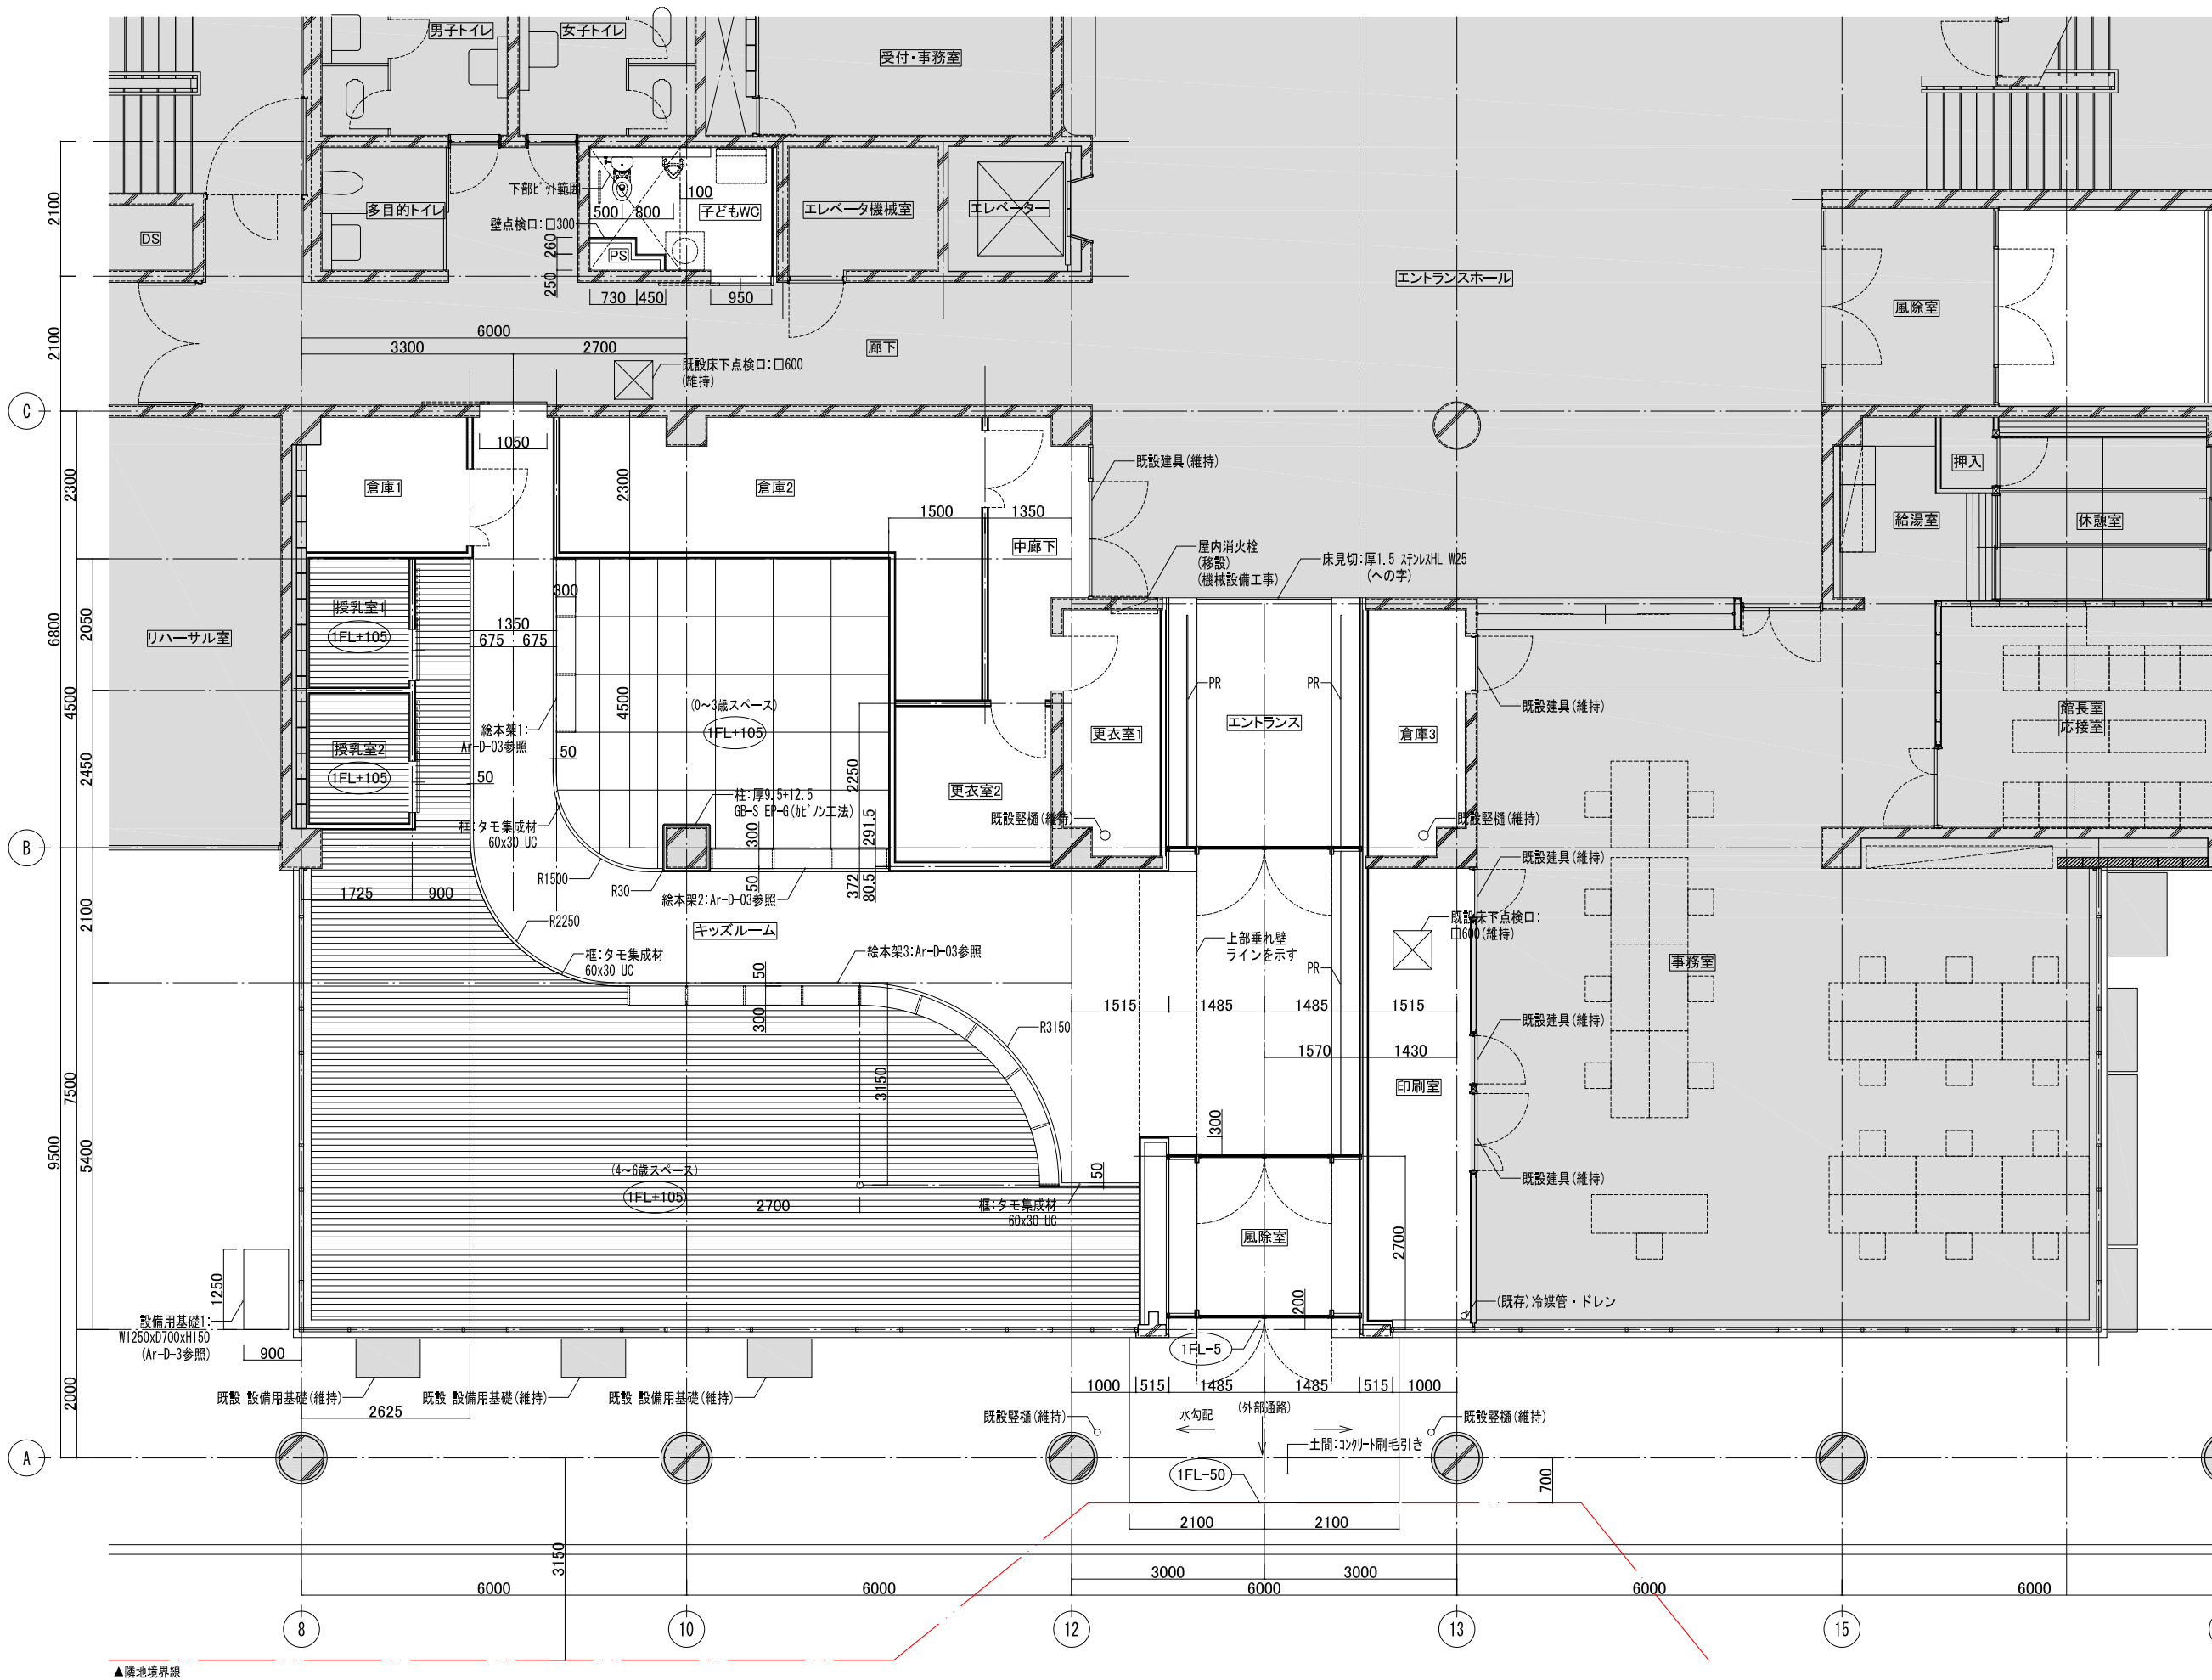 男子トイレ
女子トイレ
受付・事務室
下部ピット範囲
100
多目的トイレ
500
800
子どもWC
エレベータ機械室
エレベーター
2100
DS
壁点検口:□300
260
PS
250
730
450
950
エントランスホール
風除室
2100
6000
3300
2700
廊下
既設床下点検口:□600
(維持)
C
1050
既設建具(維持)
押入
2300
倉庫1
2300
倉庫2
1500
1350
給湯室
休憩室
中廊下
屋内消火栓
(移設)
(機械設備工事)
床見切:厚1.5 ステンレスHL W25
(への字)
300
授乳室1
1FL+105
6800
2050
リハーサル室
1350
675
675
PR
PR
4500
(0~3歳スペース)
1FL+105
既設建具(維持)
館長室
応接室
4500
絵本架1:
Ar-D-03参照
エントランス
更衣室1
倉庫3
授乳室2
1FL+105
50
50
2450
2250
更衣室2
柱:厚9.5+12.5
GB-S EP-G(カピノン工法)
框:タモ集成材
60x30 UC
既設竪樋(維持)
既設竪樋(維持)
300
291.5
B
既設建具(維持)
1725
900
R1500
R30
50
372
80.5
絵本架2:Ar-D-03参照
2100
R2250
キッズルーム
既設床下点検口:
□600(維持)
上部垂れ壁
ラインを示す
框:タモ集成材
60x30 UC
絵本架3:Ar-D-03参照
事務室
PR
50
300
1515
1485
1485
1515
既設建具(維持)
R3150
1570
1430
7500
3150
印刷室
300
9500
5400
(4~6歳スペース)
1FL+105
50
既設建具(維持)
2700
框:タモ集成材
60x30 UC
風除室
2700
1250
200
(既存)冷媒管・ドレン
設備用基礎1:
W1250xD700xH150
(Ar-D-3参照)
900
1FL-5
既設 設備用基礎(維持)
既設 設備用基礎(維持)
既設 設備用基礎(維持)
2000
2625
1000
515
1485
1485
515
1000
(外部通路)
水勾配
既設竪樋(維持)
既設竪樋(維持)
土間:コンクリート刷毛引き
A
1FL-50
700
2100
2100
3150
3000
3000
6000
6000
6000
6000
6000
8
10
12
13
15
▲隣地境界線